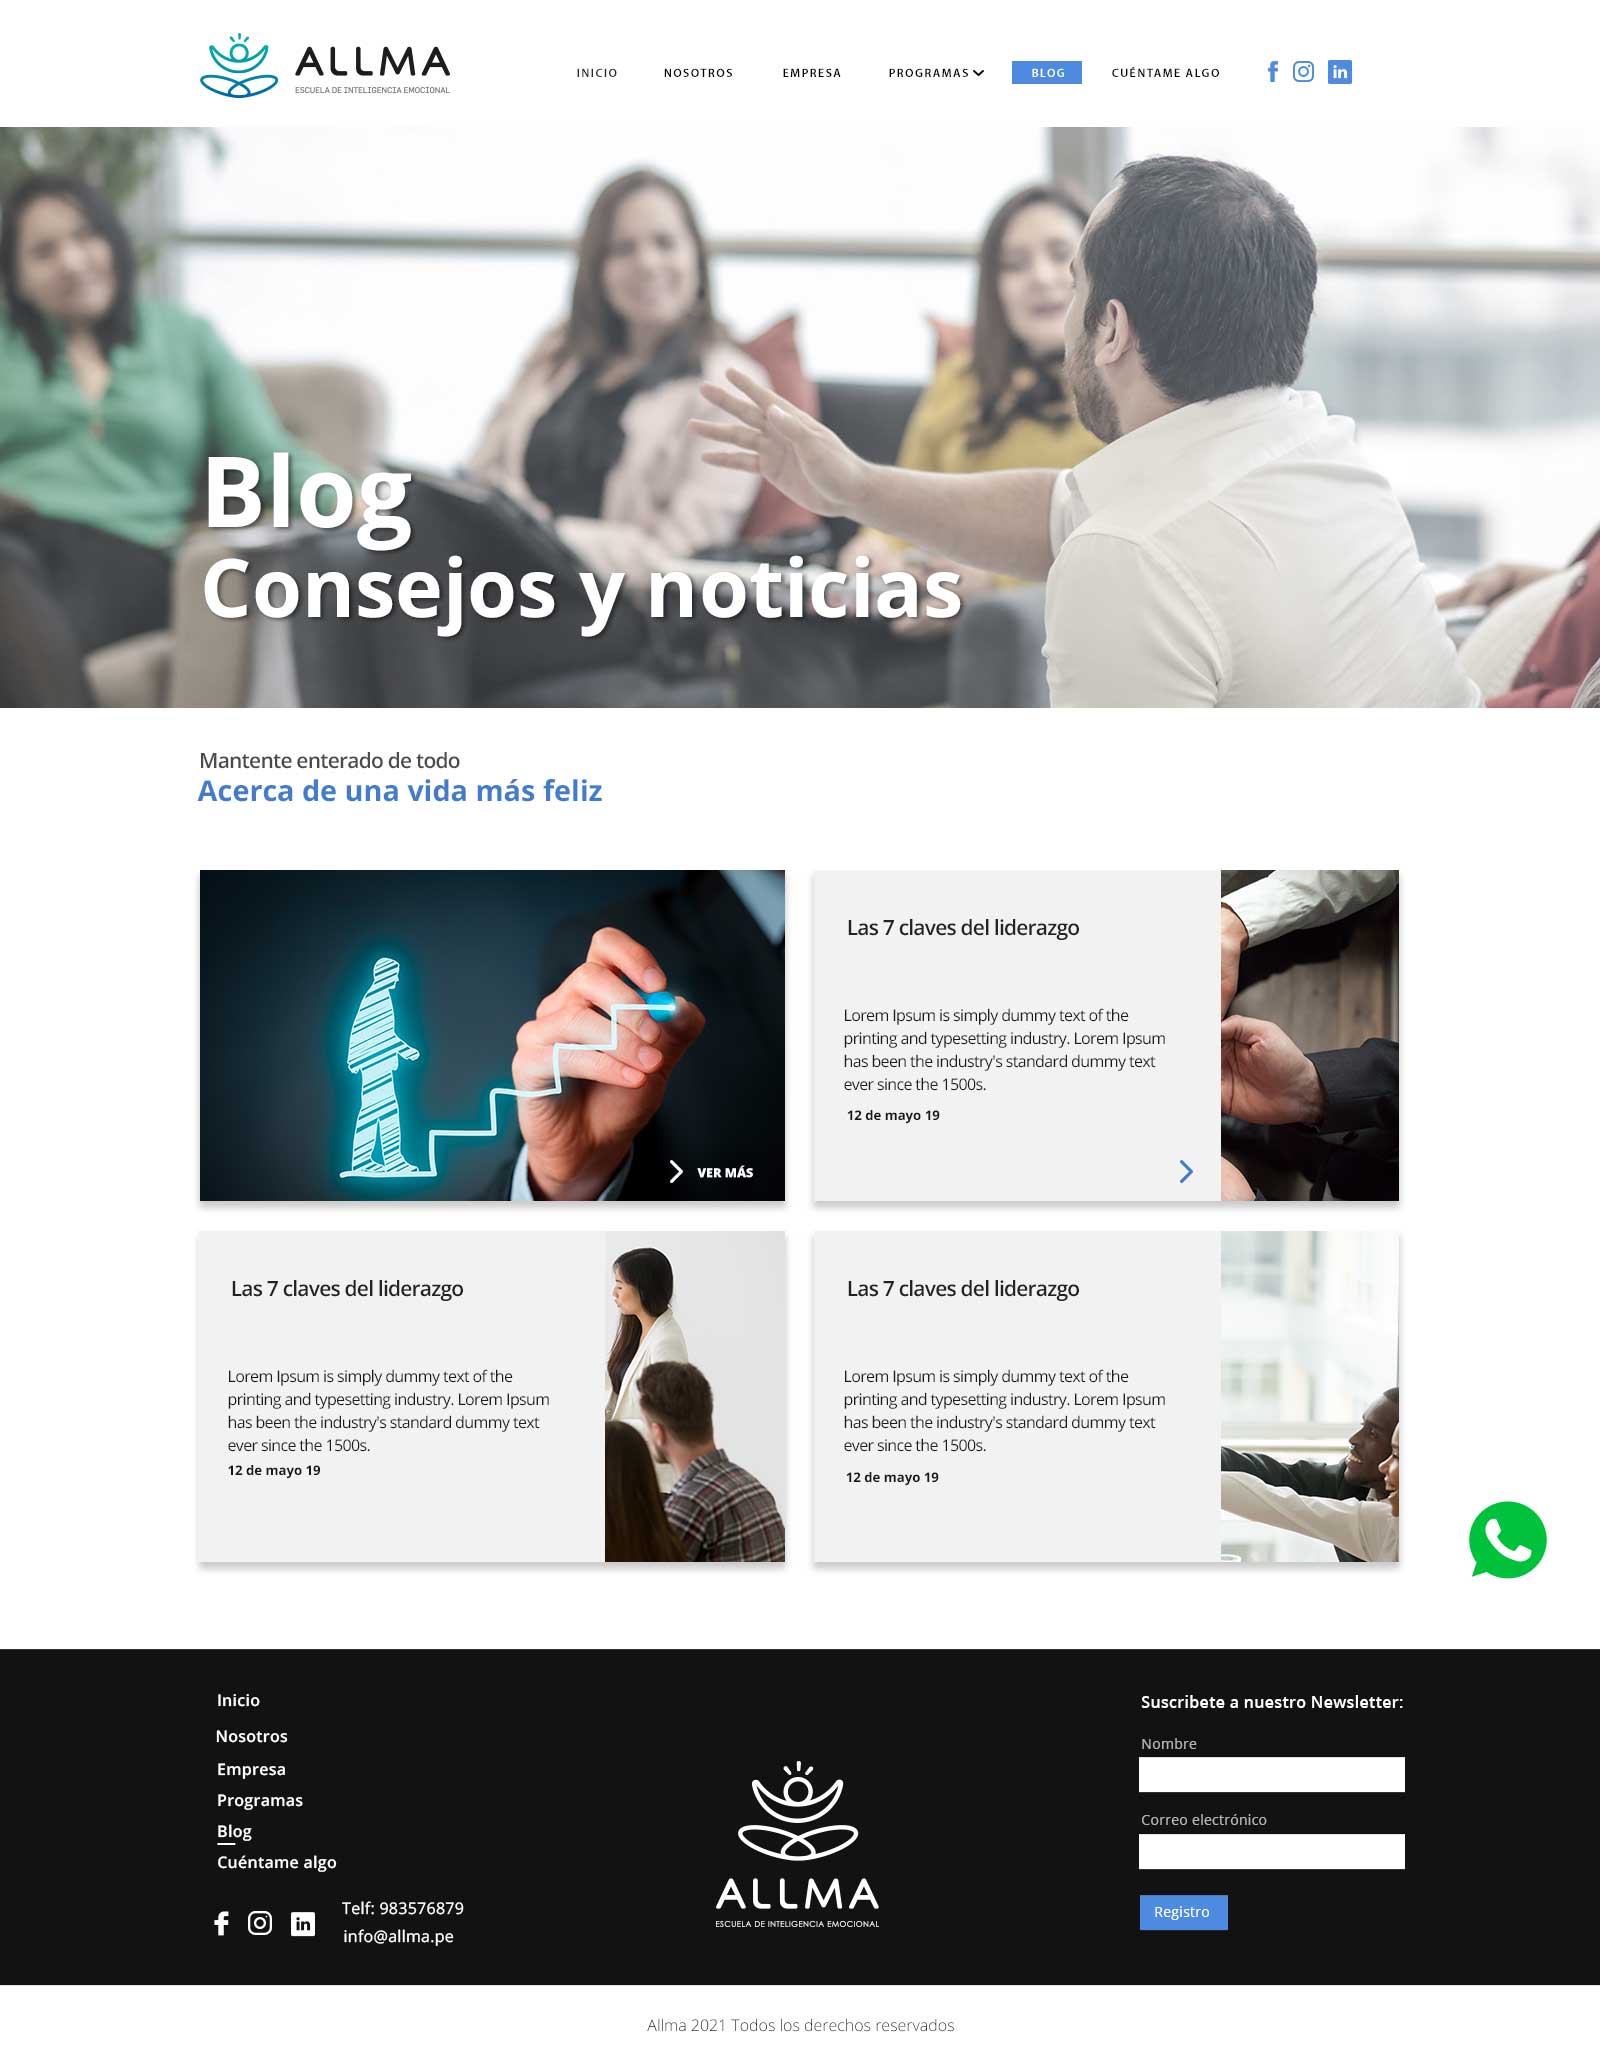 ALLMA
ESCUELA DE INTELIGENCIA EMOCIONAL
INICIO
NOSOTROS
EMPRESA
PROGRAMAS
BLOG
CUÉNTAME ALGO
Blog
Consejos y noticias
Mantente enterado de todo
Acerca de una vida más feliz
VER MÁS
Las 7 claves del liderazgo
Lorem Ipsum is simply dummy text of the
printing and typesetting industry. Lorem Ipsum
has been the industry's standard dummy text
ever since the 1500s.
12 de mayo 19
Las 7 claves del liderazgo
Lorem Ipsum is simply dummy text of the
printing and typesetting industry. Lorem Ipsum
has been the industry's standard dummy text
ever since the 1500s.
12 de mayo 19
Las 7 claves del liderazgo
Lorem Ipsum is simply dummy text of the
printing and typesetting industry. Lorem Ipsum
has been the industry's standard dummy text
ever since the 1500s.
12 de mayo 19
Inicio
Nosotros
Empresa
Programas
Blog
Cuéntame algo
Telf: 983576879
info@allma.pe
ALLMA
ESCUELA DE INTELIGENCIA EMOCIONAL
Suscribete a nuestro Newsletter:
Nombre
Correo electrónico
Registro
Allma 2021 Todos los derechos reservados